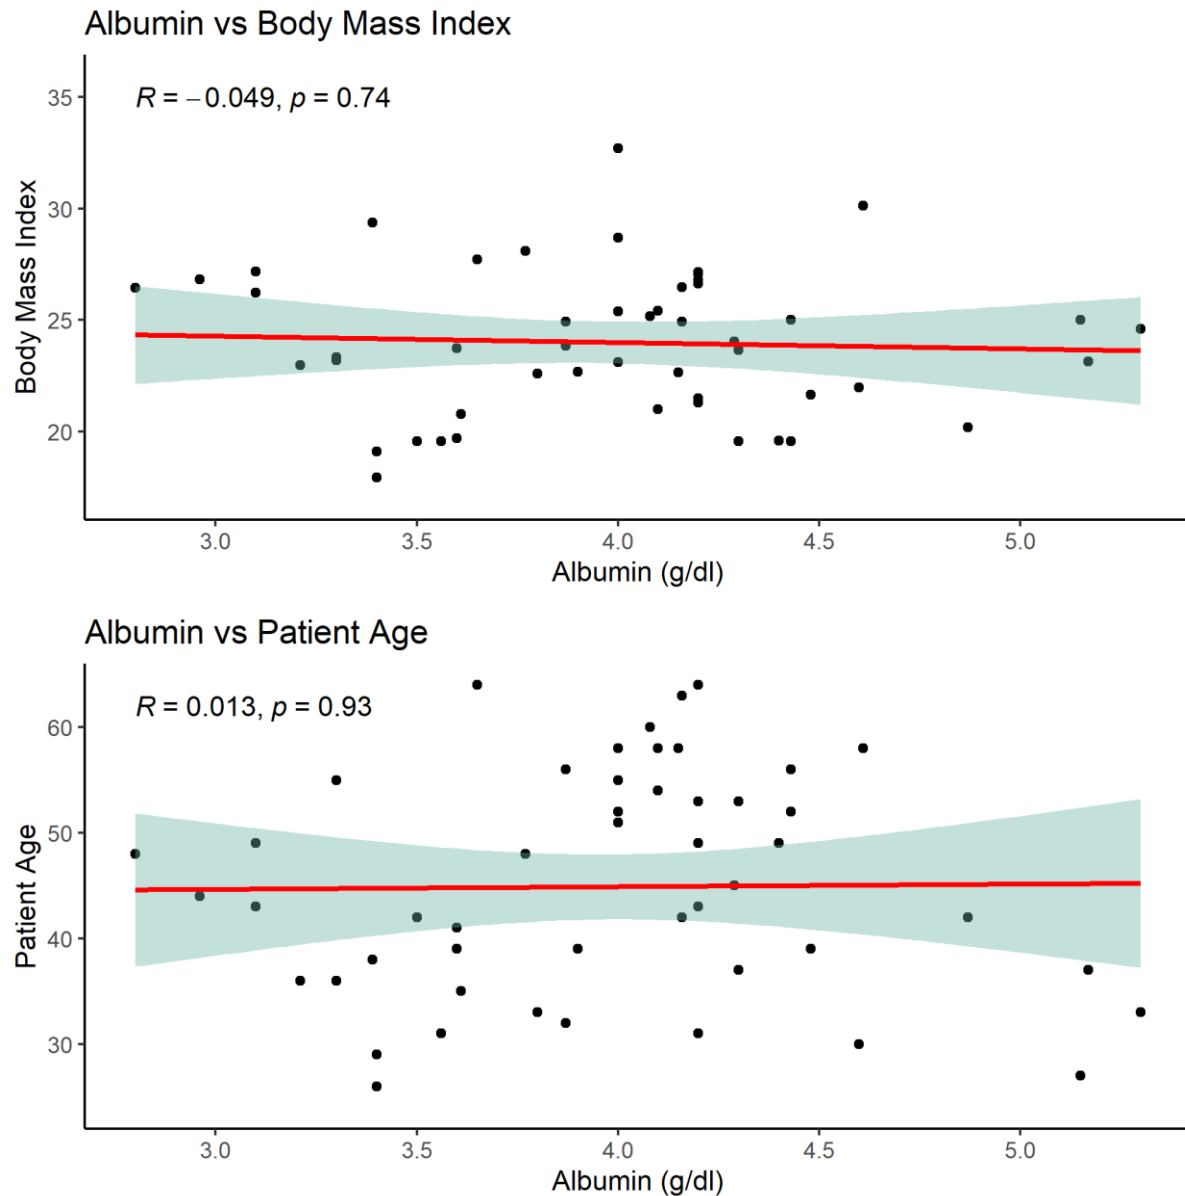 Albumin vs Body Mass Index
R = −0.049, p = 0.74
35
30
25
20
Body Mass Index
3.0 3.5 4.0 4.5 5.0
Albumin (g/dl)
Albumin vs Patient Age
R = 0.013, p = 0.93
60
50
40
30
Patient Age
3.0 3.5 4.0 4.5 5.0
Albumin (g/dl)